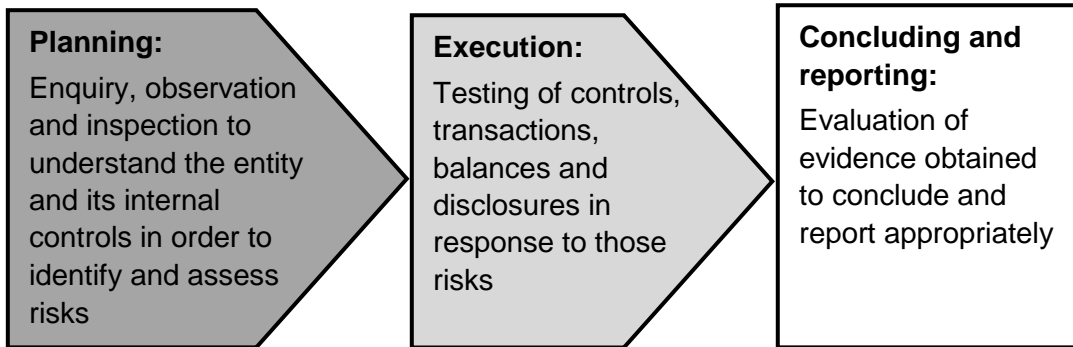 Planning:
Enquiry, observation
and inspection to
understand the entity
and its internal
controls in order to
identify and assess
risks
Execution:
Testing of controls,
transactions,
balances and
disclosures in
response to those
risks
Concluding and
reporting:
Evaluation of
evidence obtained
to conclude and
report appropriately